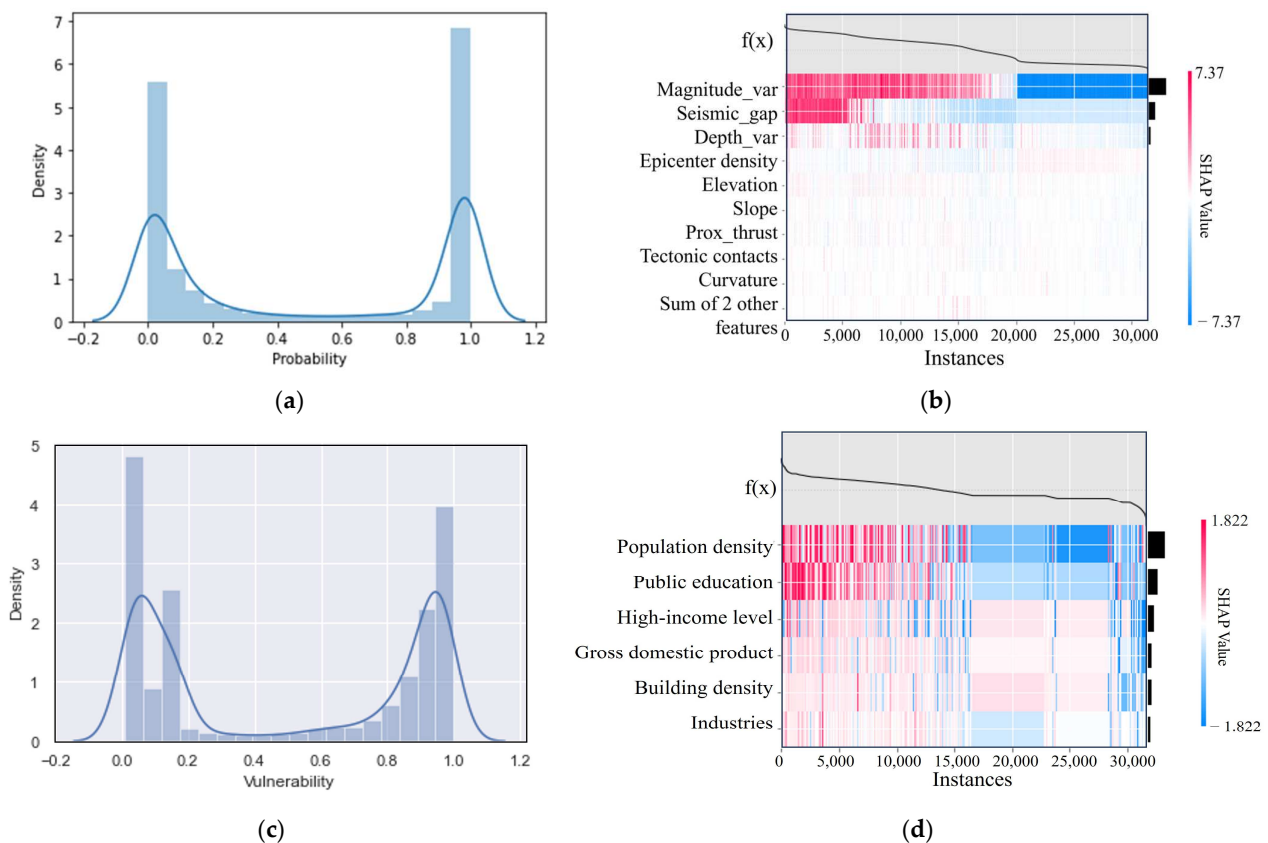 7
6
5
4
3
2
1
0
Density
−0.2 0.0 0.2 0.4 0.6 0.8 1.0 1.2
Probability
(a)
f(x)
Magnitude_var
Seismic_gap
Depth_var
Epicenter density
Elevation
Slope
Prox_thrust
Tectonic contacts
Curvature
Sum of 2 other
features
0 5,000 10,000 15,000 20,000 25,000 30,000
Instances
7.37
SHAP Value
− 7.37
(b)
5
4
3
2
1
0
Density
−0.2 0.0 0.2 0.4 0.6 0.8 1.0 1.2
Vulnerability
(c)
f(x)
Population density
Public education
High-income level
Gross domestic product
Building density
Industries
0 5,000 10,000 15,000 20,000 25,000 30,000
Instances
1.822
SHAP Value
− 1.822
(d)